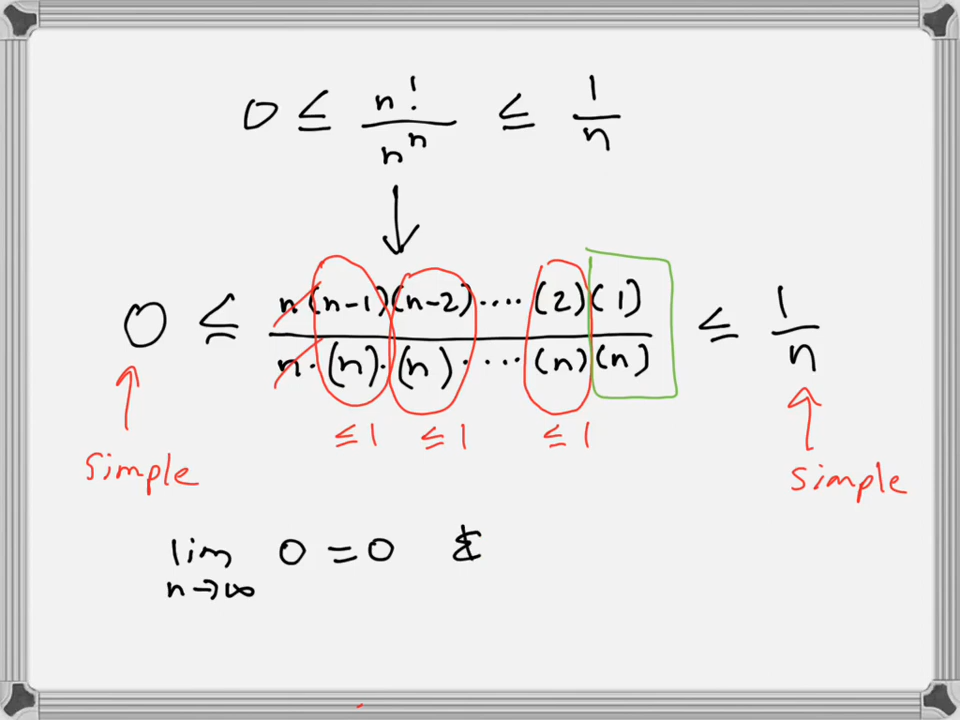 0 ≤ n!/n^n ≤ 1/n
↓
0 ≤ n(n-1)(n-2)····(2)(1) / n·(n)·(n)····(n)(n) ≤ 1/n
≤ 1 ≤ 1 ≤ 1
simple simple
lim n→∞ 0 = 0 &